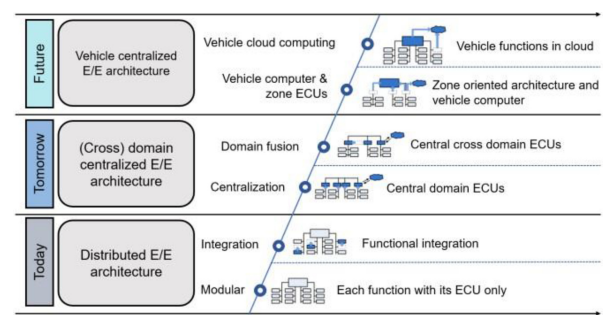 Future
Vehicle centralized
E/E architecture
Vehicle cloud computing
Vehicle functions in cloud
Vehicle computer &
zone ECUs
Zone oriented architecture and
vehicle computer
Tomorrow
(Cross) domain
centralized E/E
architecture
Domain fusion
Central cross domain ECUs
Centralization
Central domain ECUs
Today
Distributed E/E
architecture
Integration
Functional integration
Modular
Each function with its ECU only